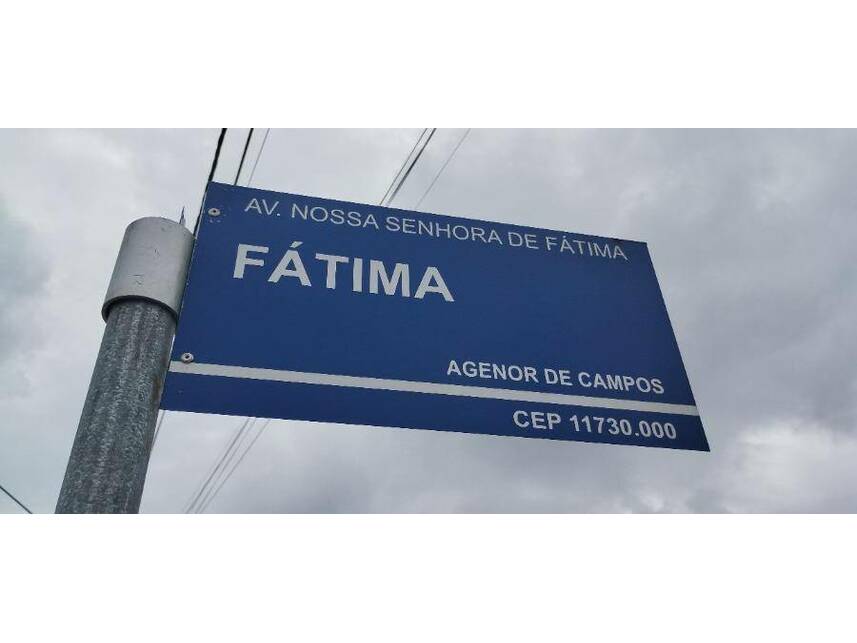 AV. NOSSA SENHORA DE FÁTIMA
FÁTIMA
AGENOR DE CAMPOS
CEP 11730.000